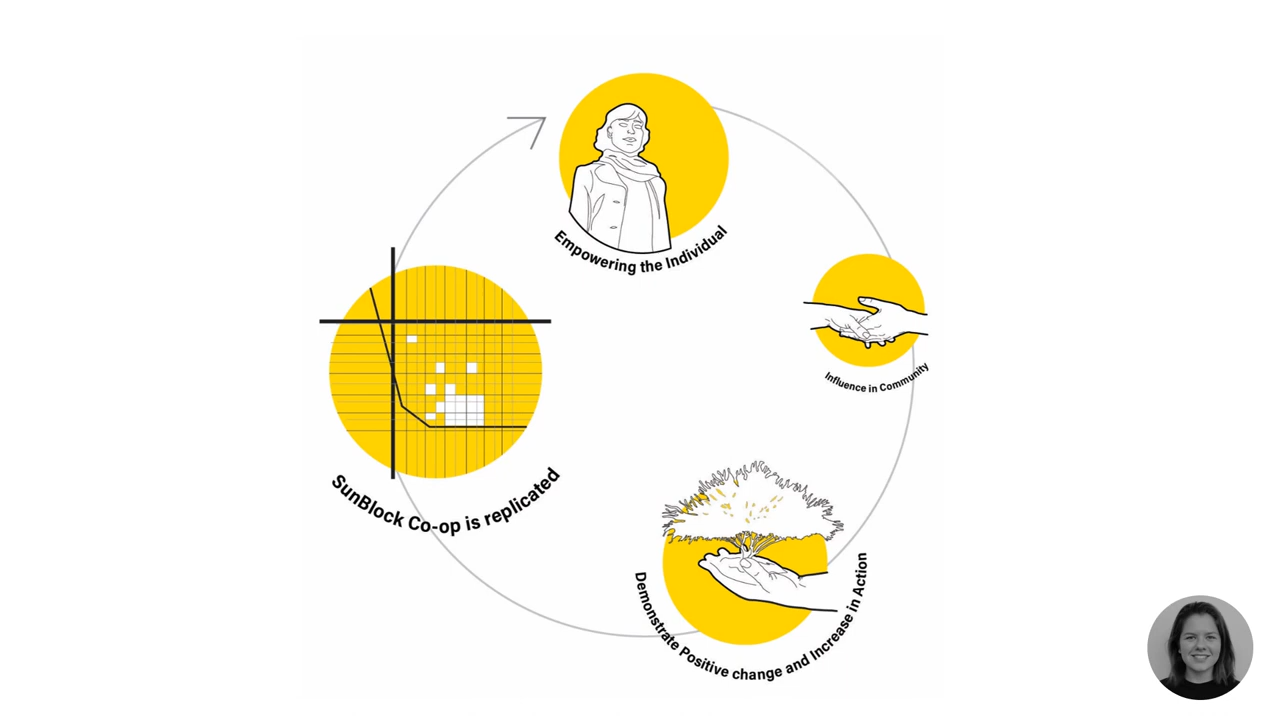 Empowering the Individual
Influence in Community
Demonstrate Positive change and Increase in Action
SunBlock Co-op is replicated